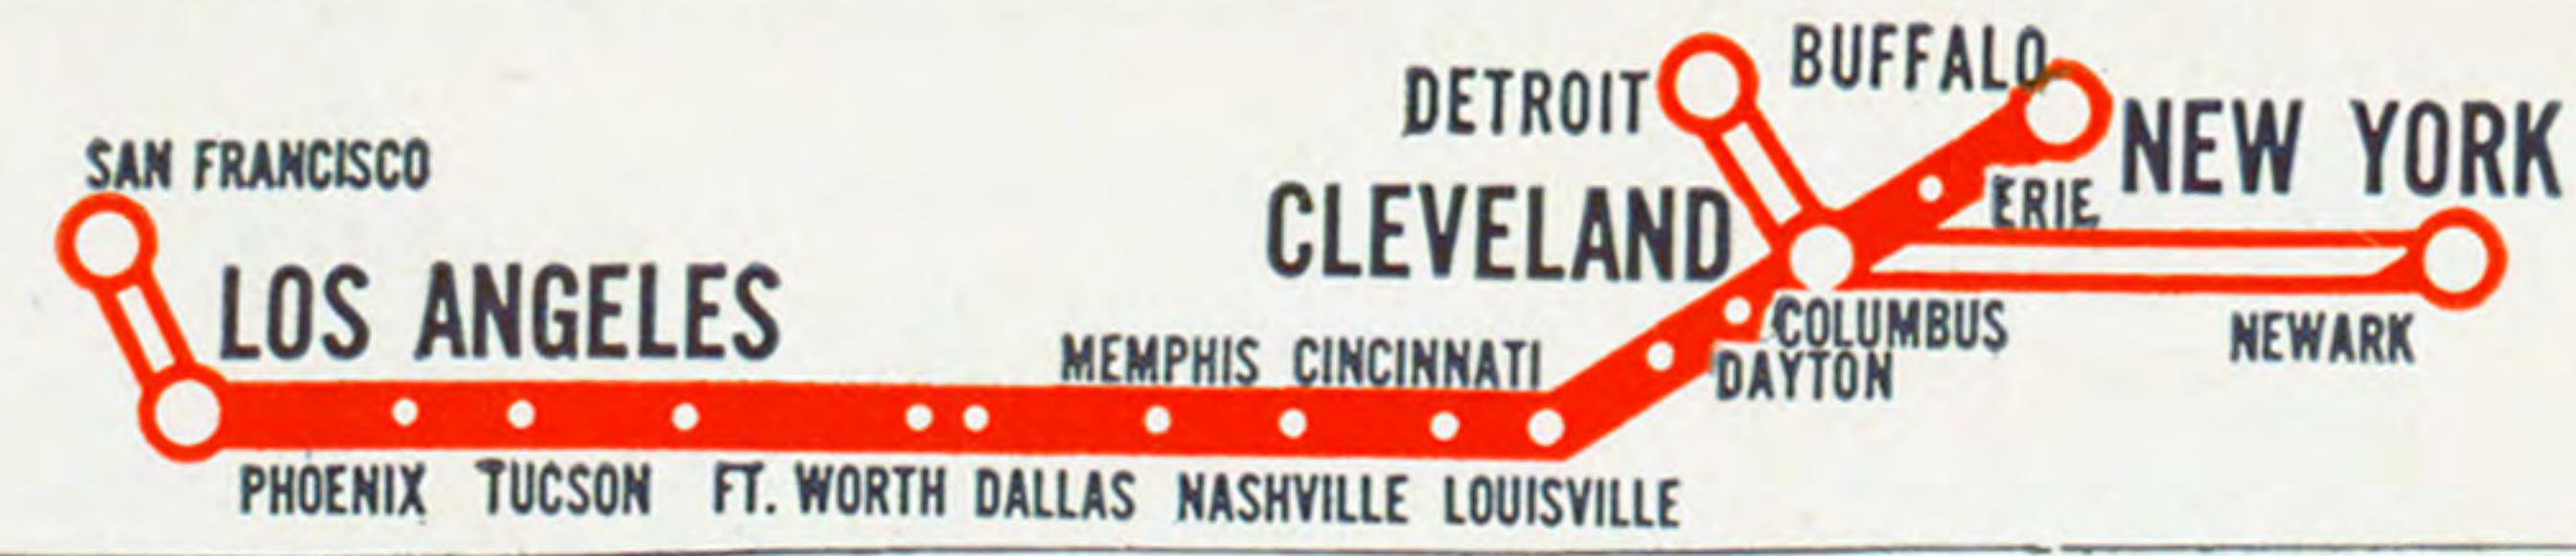 BUFFALO
DETROIT
NEW YORK
SAN FRANCISCO
CLEVELAND
ERIE
LOS ANGELES
COLUMBUS
NEWARK
MEMPHIS CINCINNATI
DAYTON
PHOENIX TUCSON FT. WORTH DALLAS NASHVILLE LOUISVILLE